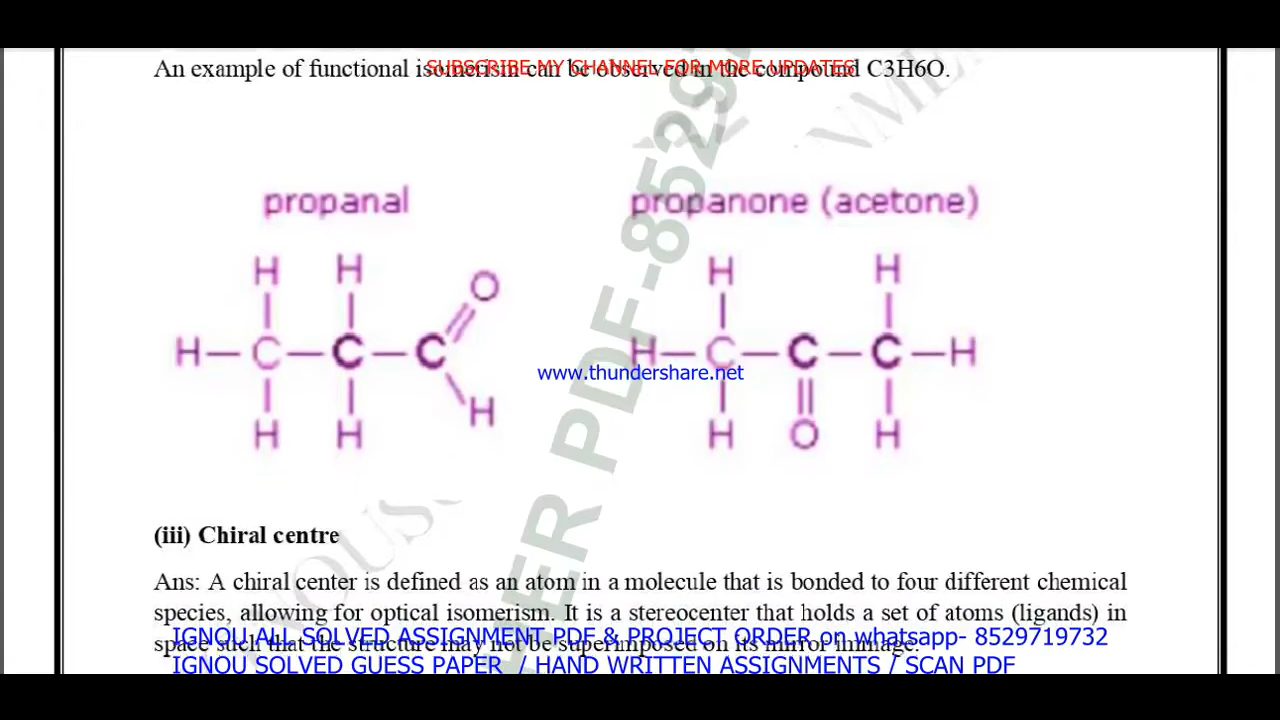 An example of functional isomerism can be observed in the compound C3H6O.
SUBSCRIBE MY CHANNEL FOR MORE UPDATES
propanal propanone (acetone)
H H O H H
H C C C H C C C H
www.thundershare.net
H H H H O H
ER PDF-8529
(iii) Chiral centre
Ans: A chiral center is defined as an atom in a molecule that is bonded to four different chemical
species, allowing for optical isomerism. It is a stereocenter that holds a set of atoms (ligands) in
space such that the structure may not be superimposed on its mirror immage.
IGNOU ALL SOLVED ASSIGNMENT PDF & PROJECT ORDER on whatsapp- 8529719732
IGNOU SOLVED GUESS PAPER / HAND WRITTEN ASSIGNMENTS / SCAN PDF